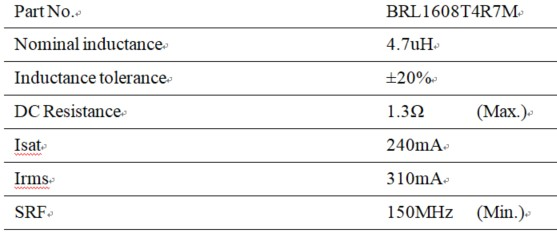 Part No. BRL1608T4R7M
Nominal inductance 4.7uH
Inductance tolerance ±20%
DC Resistance 1.3Ω (Max.)
Isat 240mA
Irms 310mA
SRF 150MHz (Min.)